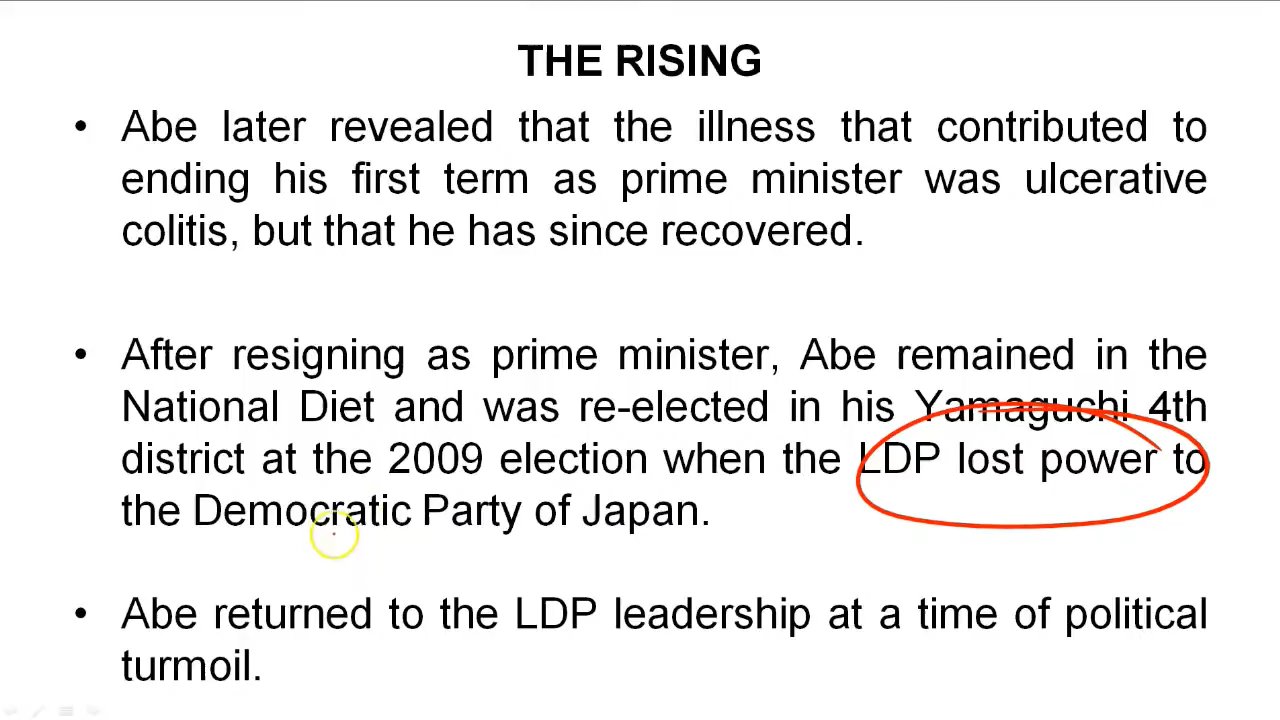 THE RISING
• Abe later revealed that the illness that contributed to
ending his first term as prime minister was ulcerative
colitis, but that he has since recovered.
• After resigning as prime minister, Abe remained in the
National Diet and was re-elected in his Yamaguchi 4th
district at the 2009 election when the LDP lost power to
the Democratic Party of Japan.
• Abe returned to the LDP leadership at a time of political
turmoil.